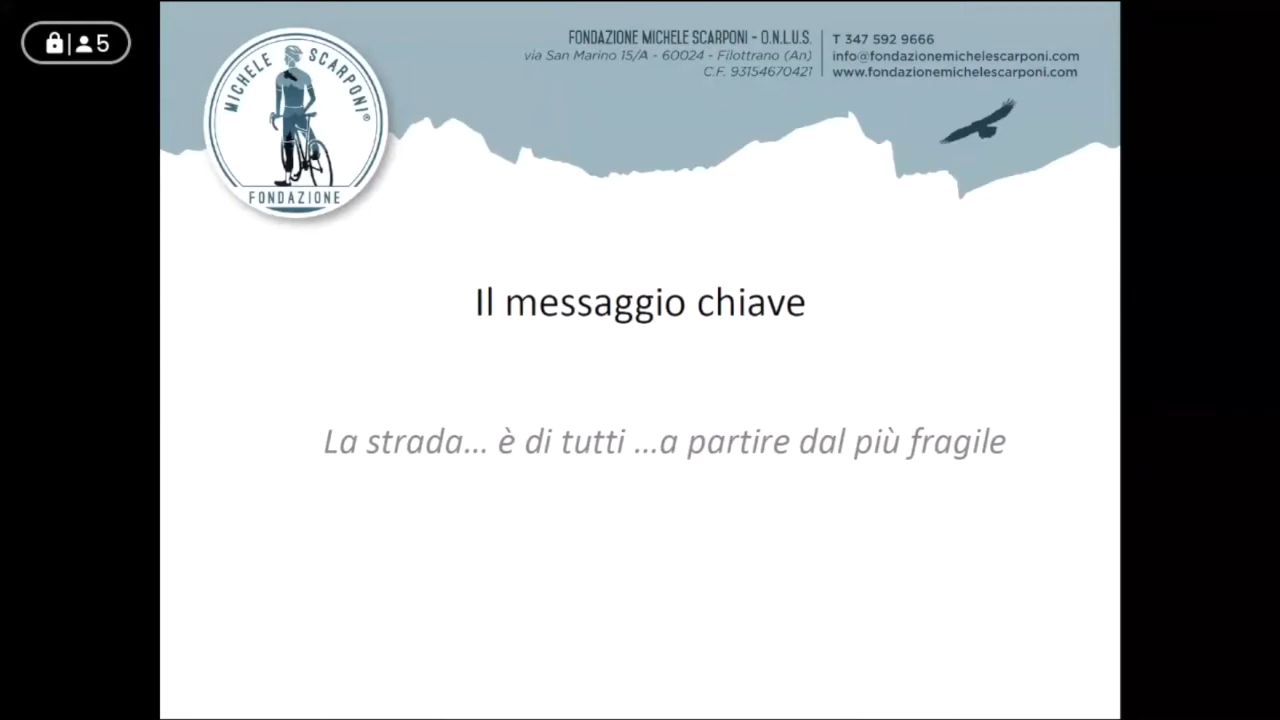 5
MICHELE SCARPONI®
FONDAZIONE
FONDAZIONE MICHELE SCARPONI - O.N.L.U.S.
via San Marino 15/A - 60024 - Filottrano (An)
C.F. 93154670421
T 347 592 9666
info@fondazionemichelescarponi.com
www.fondazionemichelescarponi.com
Il messaggio chiave
La strada... è di tutti ...a partire dal più fragile